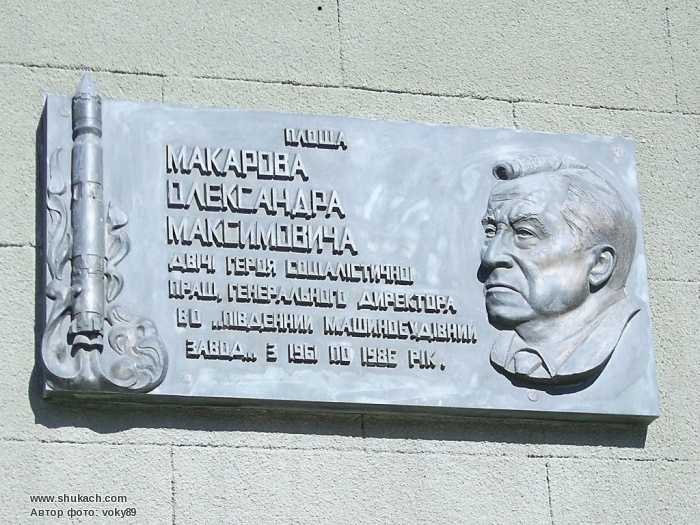 ПЛОЩА
МАКАРОВА
ОЛЕКСАНДРА
МАКСИМОВИЧА
ДВІЧІ ГЕРОЯ СОЦІАЛІСТИЧНОЇ
ПРАЦІ, ГЕНЕРАЛЬНОГО ДИРЕКТОРА
ВО „ПІВДЕННИЙ МАШИНОБУДІВНИЙ
ЗАВОД„ З 1961 ПО 1986 РІК.
www.shukach.com
Автор фото: voky89